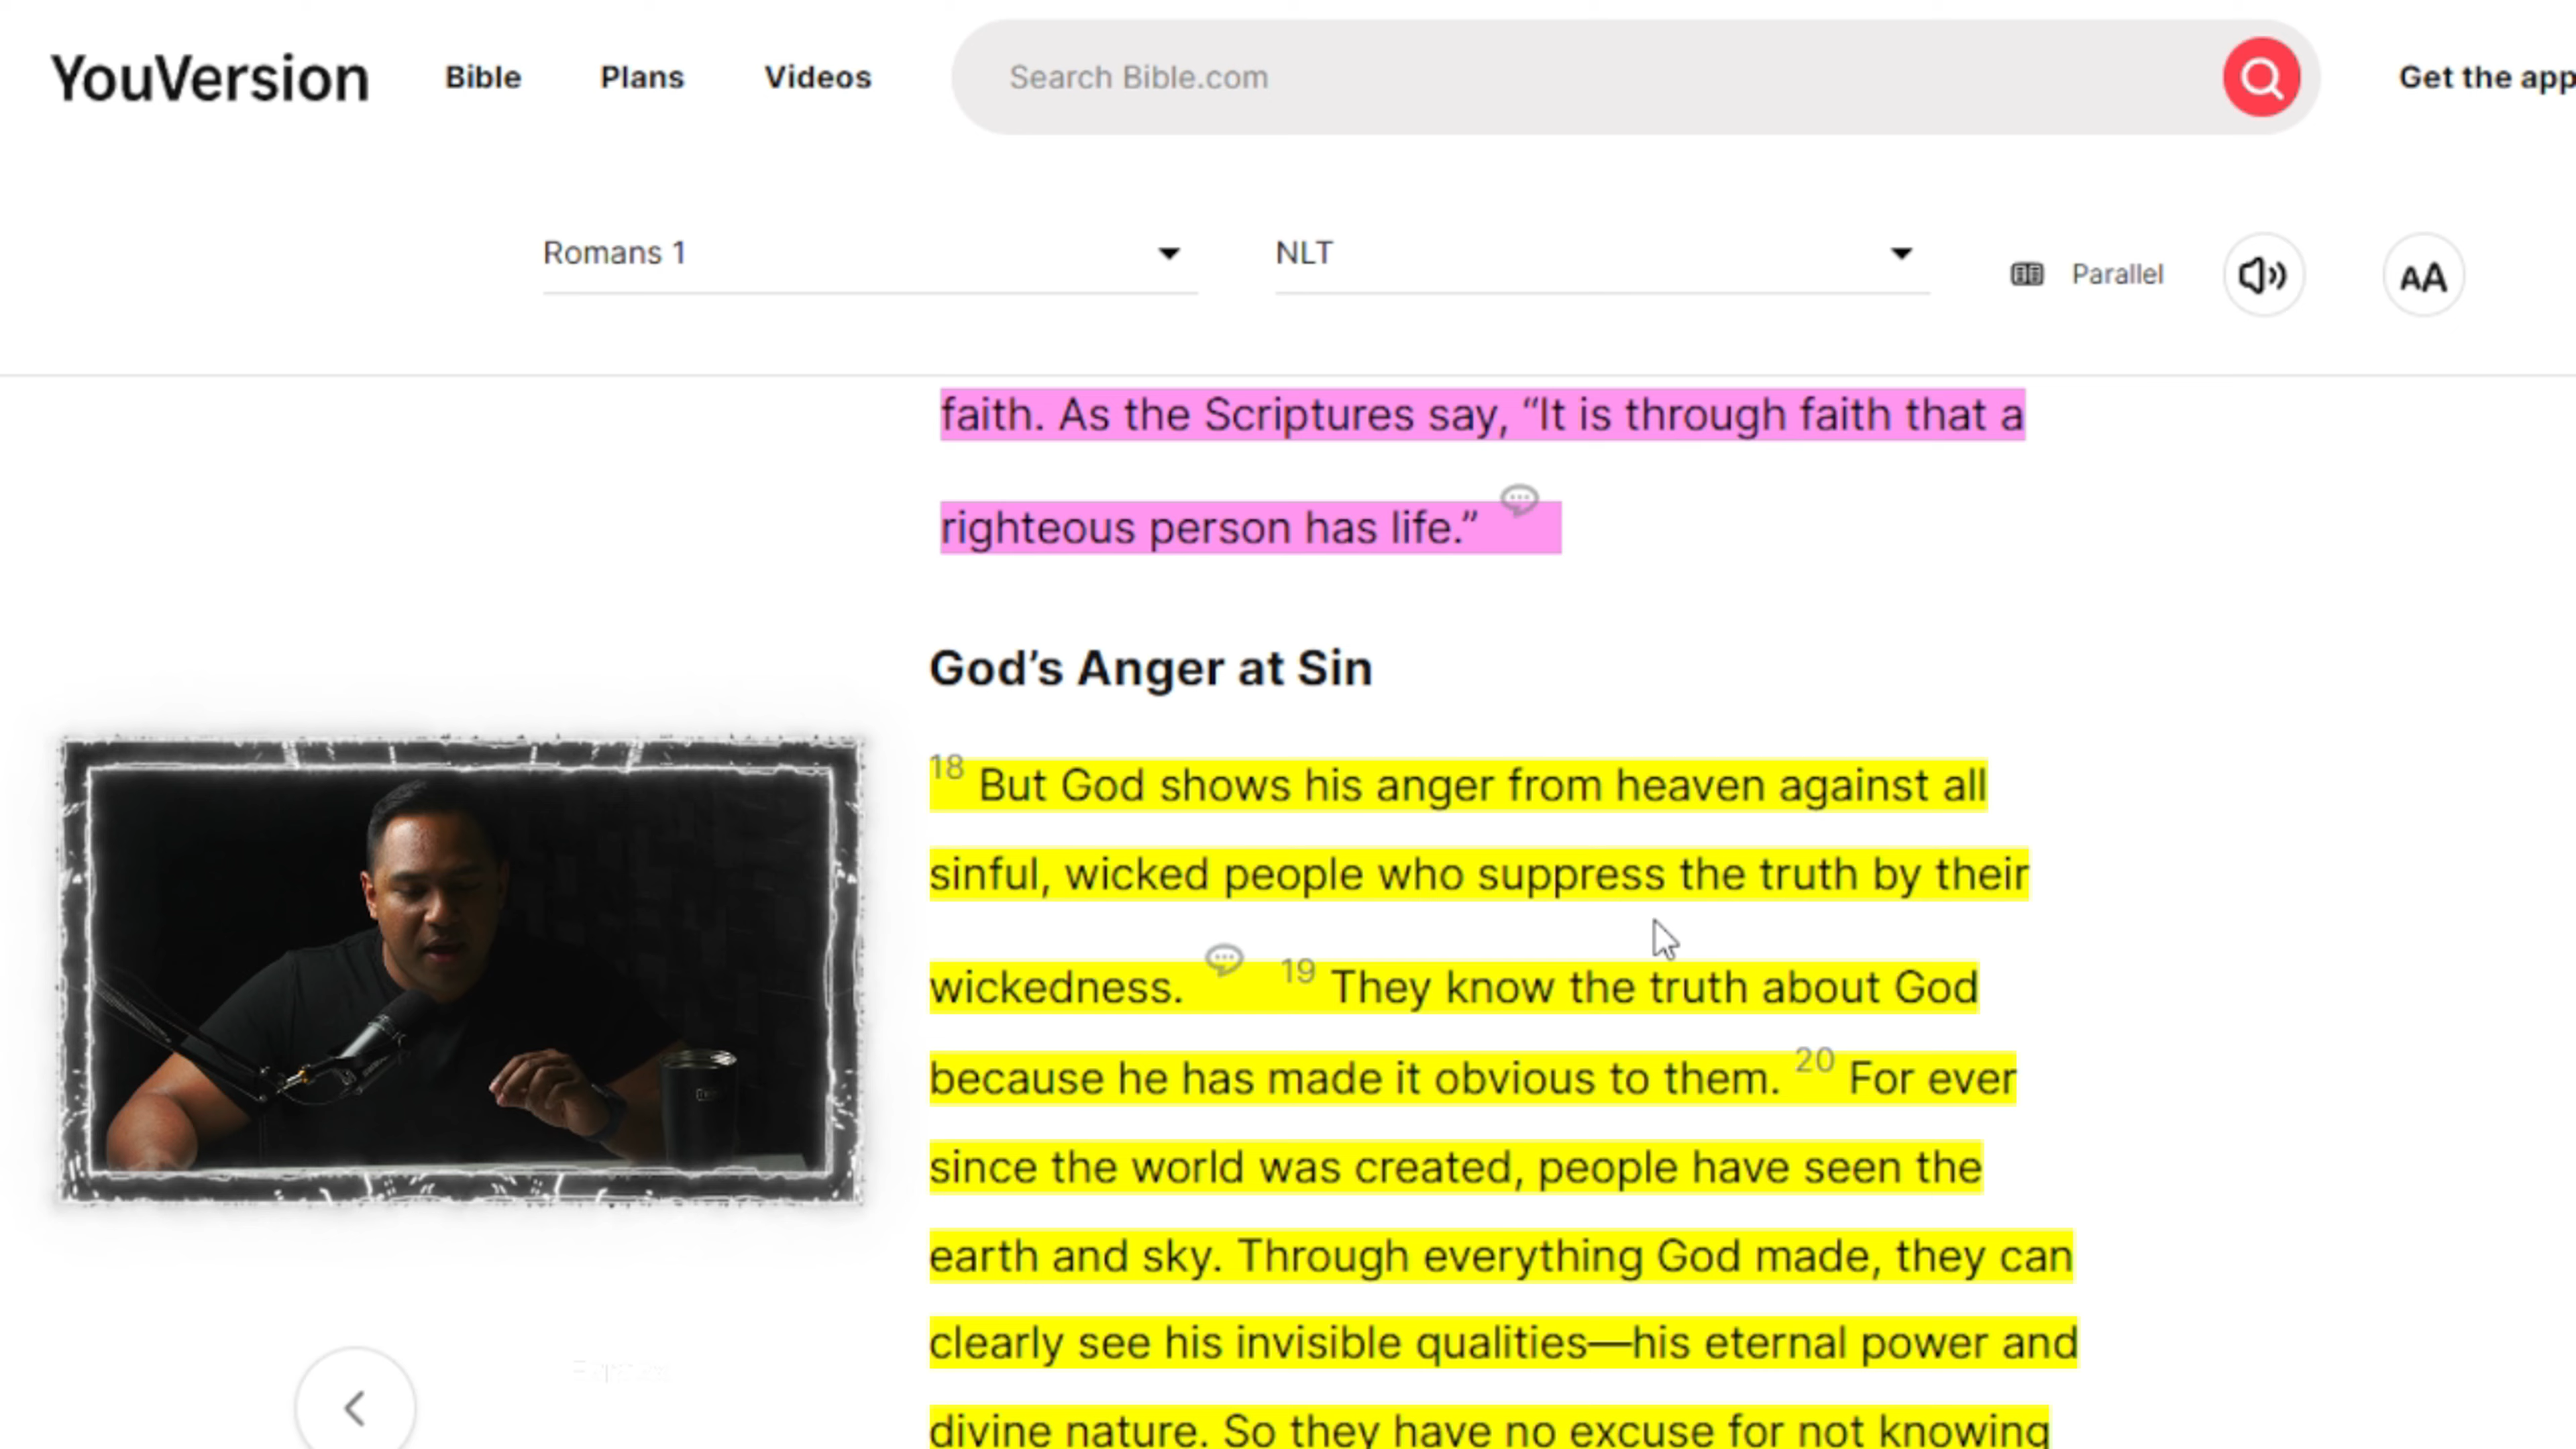 YouVersion Bible Plans Videos Search Bible.com Get the app
Romans 1 NLT Parallel AA
faith. As the Scriptures say, “It is through faith that a
righteous person has life.”
God’s Anger at Sin
18 But God shows his anger from heaven against all
sinful, wicked people who suppress the truth by their
wickedness. 19 They know the truth about God
because he has made it obvious to them. 20 For ever
since the world was created, people have seen the
earth and sky. Through everything God made, they can
clearly see his invisible qualities—his eternal power and
divine nature. So they have no excuse for not knowing